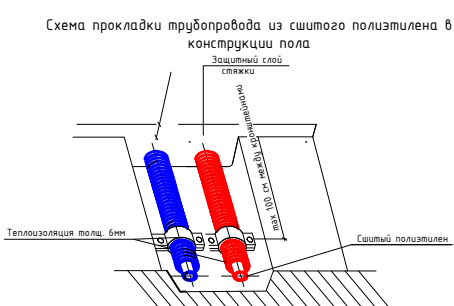 Схема прокладки трубопровода из сшитого полиэтилена в
конструкции пола
Защитный слой
стяжки
max 100 см между кронштейнами
Теплоизоляция толщ. 6мм
Сшитый полиэтилен